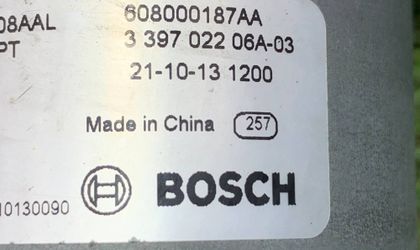 08AAL 608000187AA
PT 3 397 022 06A-03
21-10-13 1200
Made in China 257
10130090 BOSCH